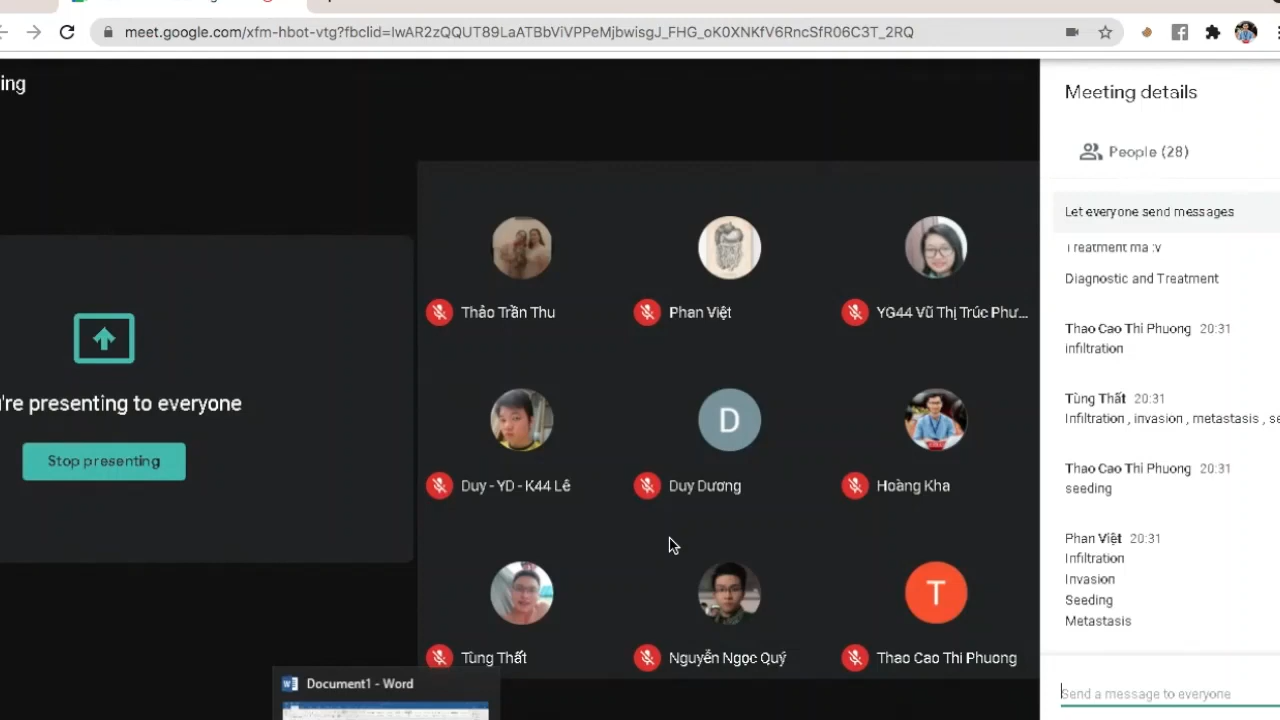 meet.google.com/xfm-hbot-vtg?fbclid=IwAR2zQQUT89LaATBbViVPPeMjbwisgJ_FHG_oK0XNKfV6RncSfR06C3T_2RQ
ing
're presenting to everyone
Stop presenting
Thảo Trần Thu
Phan Việt
YG44 Vũ Thị Trúc Phư...
Duy - YD - K44 Lê
D
Duy Dương
Hoàng Kha
Tùng Thất
Nguyễn Ngọc Quý
T
Thao Cao Thi Phuong
Document1 - Word
Meeting details
People (28)
Let everyone send messages
Treatment ma :v
Diagnostic and Treatment
Thao Cao Thi Phuong 20:31
infiltration
Tùng Thất 20:31
Infiltration , invasion , metastasis , se
Thao Cao Thi Phuong 20:31
seeding
Phan Việt 20:31
Infiltration
Invasion
Seeding
Metastasis
Send a message to everyone